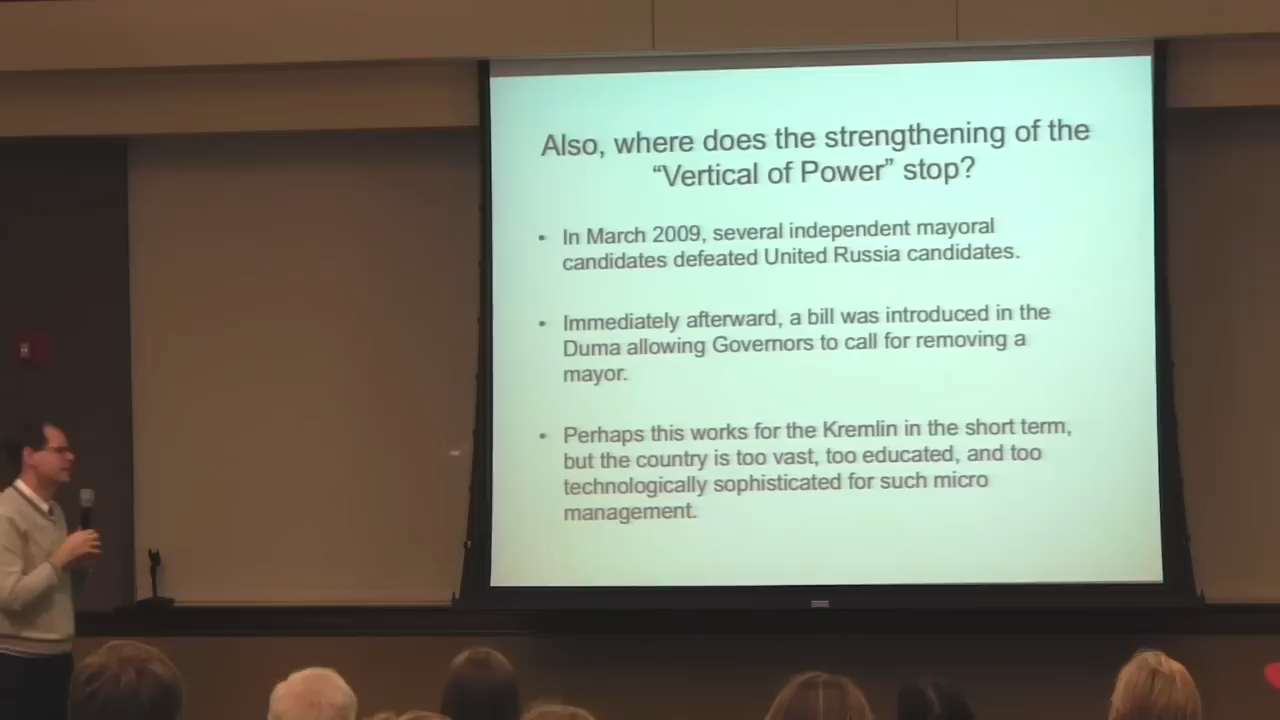 Also, where does the strengthening of the
“Vertical of Power” stop?
• In March 2009, several independent mayoral
candidates defeated United Russia candidates.
• Immediately afterward, a bill was introduced in the
Duma allowing Governors to call for removing a
mayor.
• Perhaps this works for the Kremlin in the short term,
but the country is too vast, too educated, and too
technologically sophisticated for such micro
management.